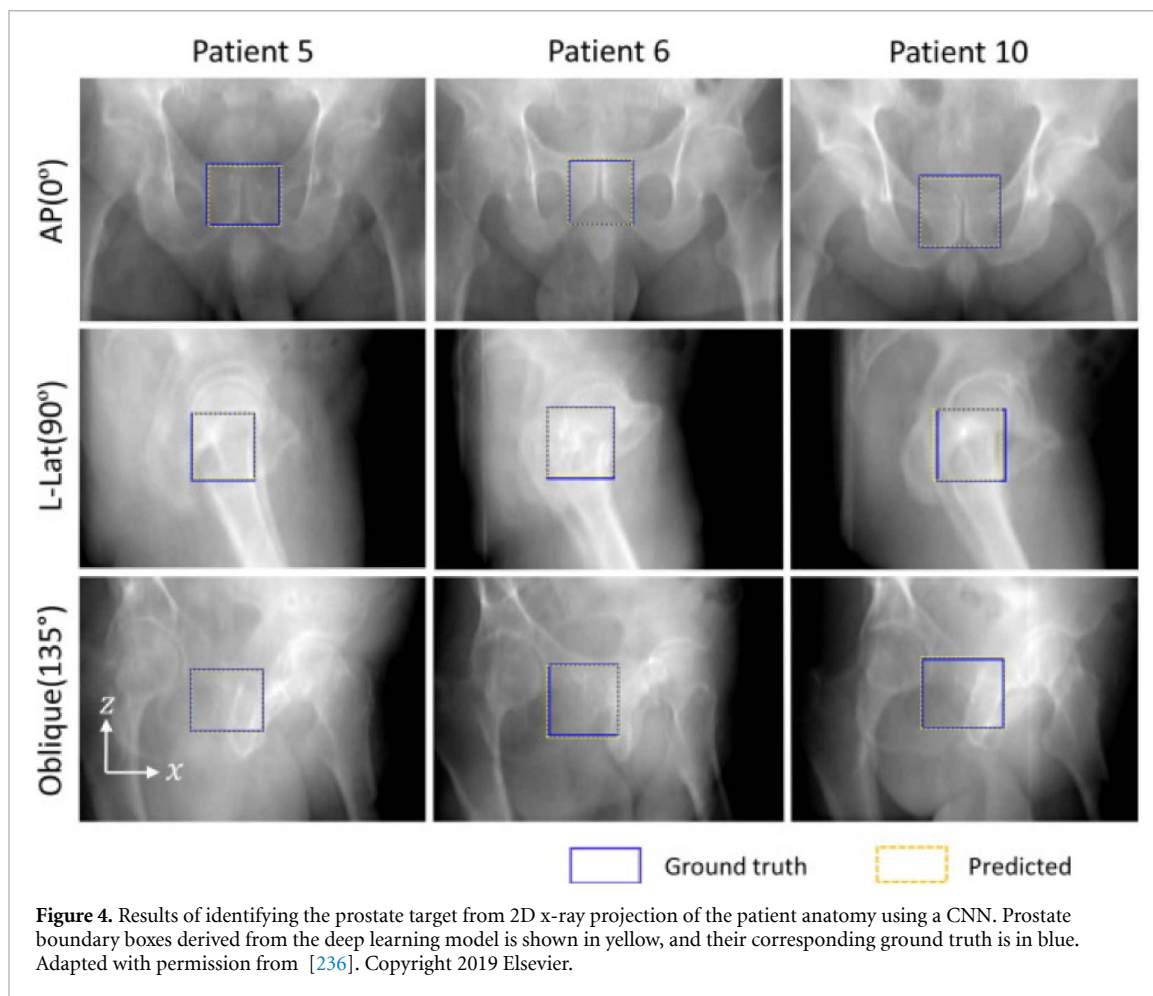 Patient 5
Patient 6
Patient 10
AP(0°)
L-Lat(90°)
Oblique(135°)
z
x
Ground truth
Predicted
Figure 4. Results of identifying the prostate target from 2D x-ray projection of the patient anatomy using a CNN. Prostate
boundary boxes derived from the deep learning model is shown in yellow, and their corresponding ground truth is in blue.
Adapted with permission from [236]. Copyright 2019 Elsevier.